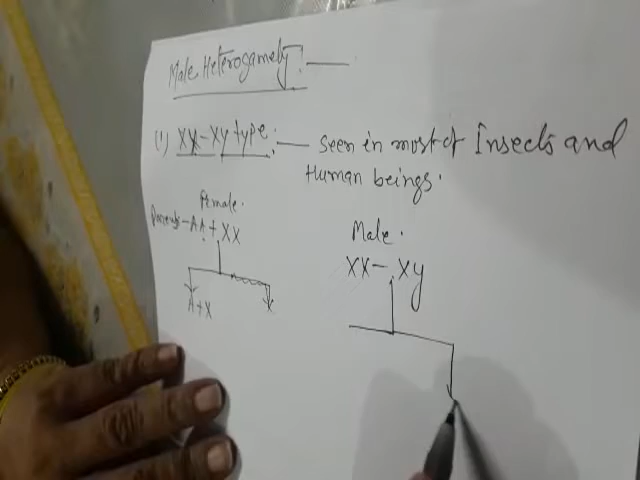 Male Heterogamety :—
(1) XX-Xy type :— seen in most of Insects and
Human beings.
Female.
Parents-AA+XX
A+X
Male.
XX-Xy